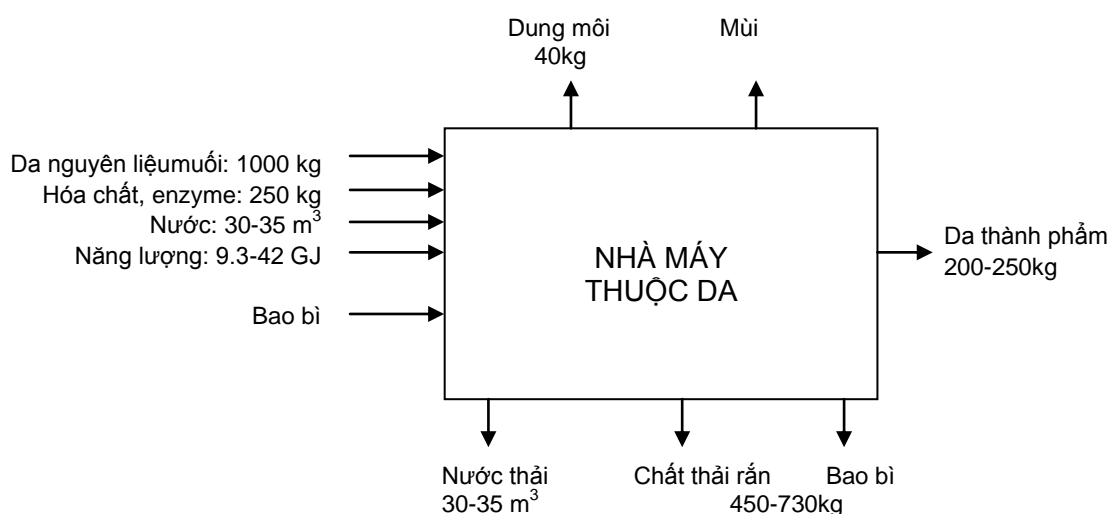 Dung môi
40kg
Mùi
Da nguyên liệumuối: 1000 kg
Hóa chất, enzyme: 250 kg
Nước: 30-35 m³
Năng lượng: 9.3-42 GJ
Bao bì
NHÀ MÁY
THUỘC DA
Da thành phẩm
200-250kg
Nước thải
30-35 m³
Chất thải rắn
450-730kg
Bao bì